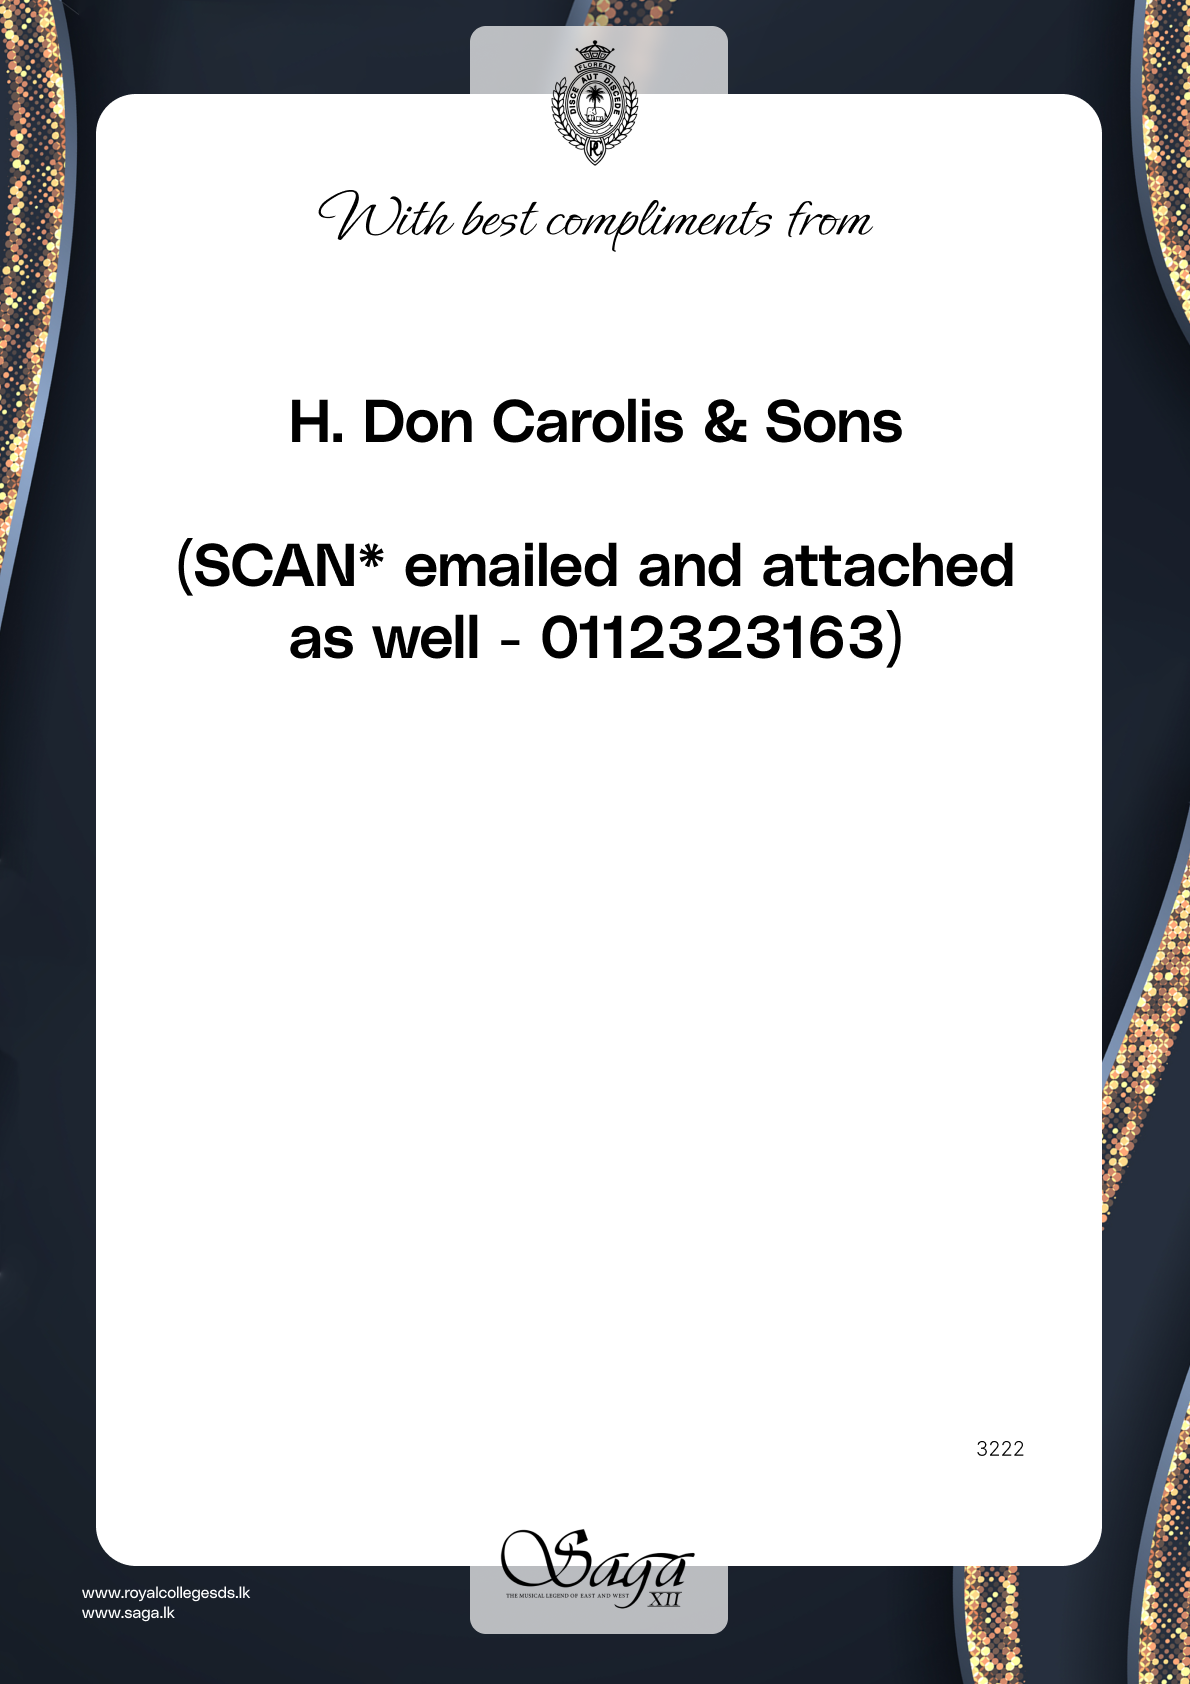 FLOREAT
DISCE AUT DISCEDE
RC
With best compliments from
H. Don Carolis & Sons
(SCAN* emailed and attached
as well - 0112323163)
3222
Saga
THE MUSICAL LEGEND OF EAST AND WEST
XII
www.royalcollegesds.lk
www.saga.lk